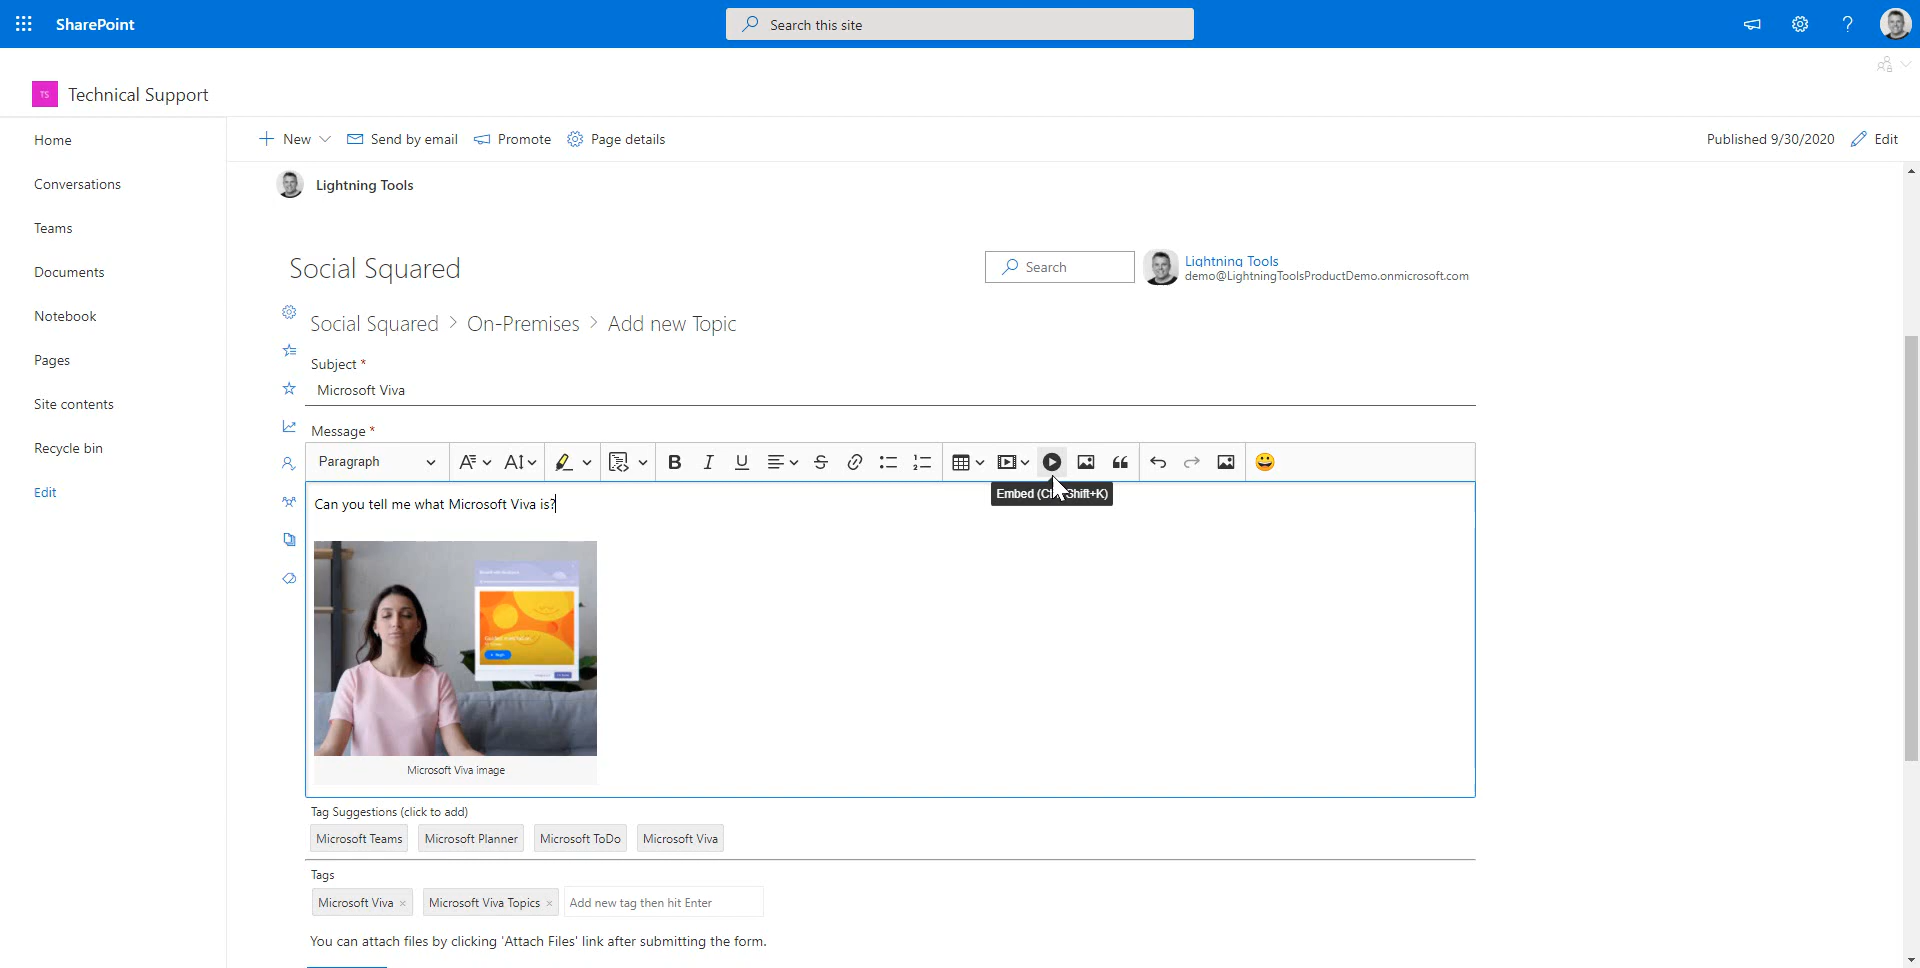 SharePoint
Search this site
TS
Technical Support
Home
Conversations
Teams
Documents
Notebook
Pages
Site contents
Recycle bin
Edit
New
Send by email
Promote
Page details
Published 9/30/2020
Edit
Lightning Tools
Social Squared
Search
Lightning Tools
demo@LightningToolsProductDemo.onmicrosoft.com
Social Squared > On-Premises > Add new Topic
Subject *
Microsoft Viva
Message *
Paragraph
Embed (C Shift+K)
Can you tell me what Microsoft Viva is?
Microsoft Viva image
Tag Suggestions (click to add)
Microsoft Teams
Microsoft Planner
Microsoft ToDo
Microsoft Viva
Tags
Microsoft Viva ×
Microsoft Viva Topics ×
Add new tag then hit Enter
You can attach files by clicking 'Attach Files' link after submitting the form.